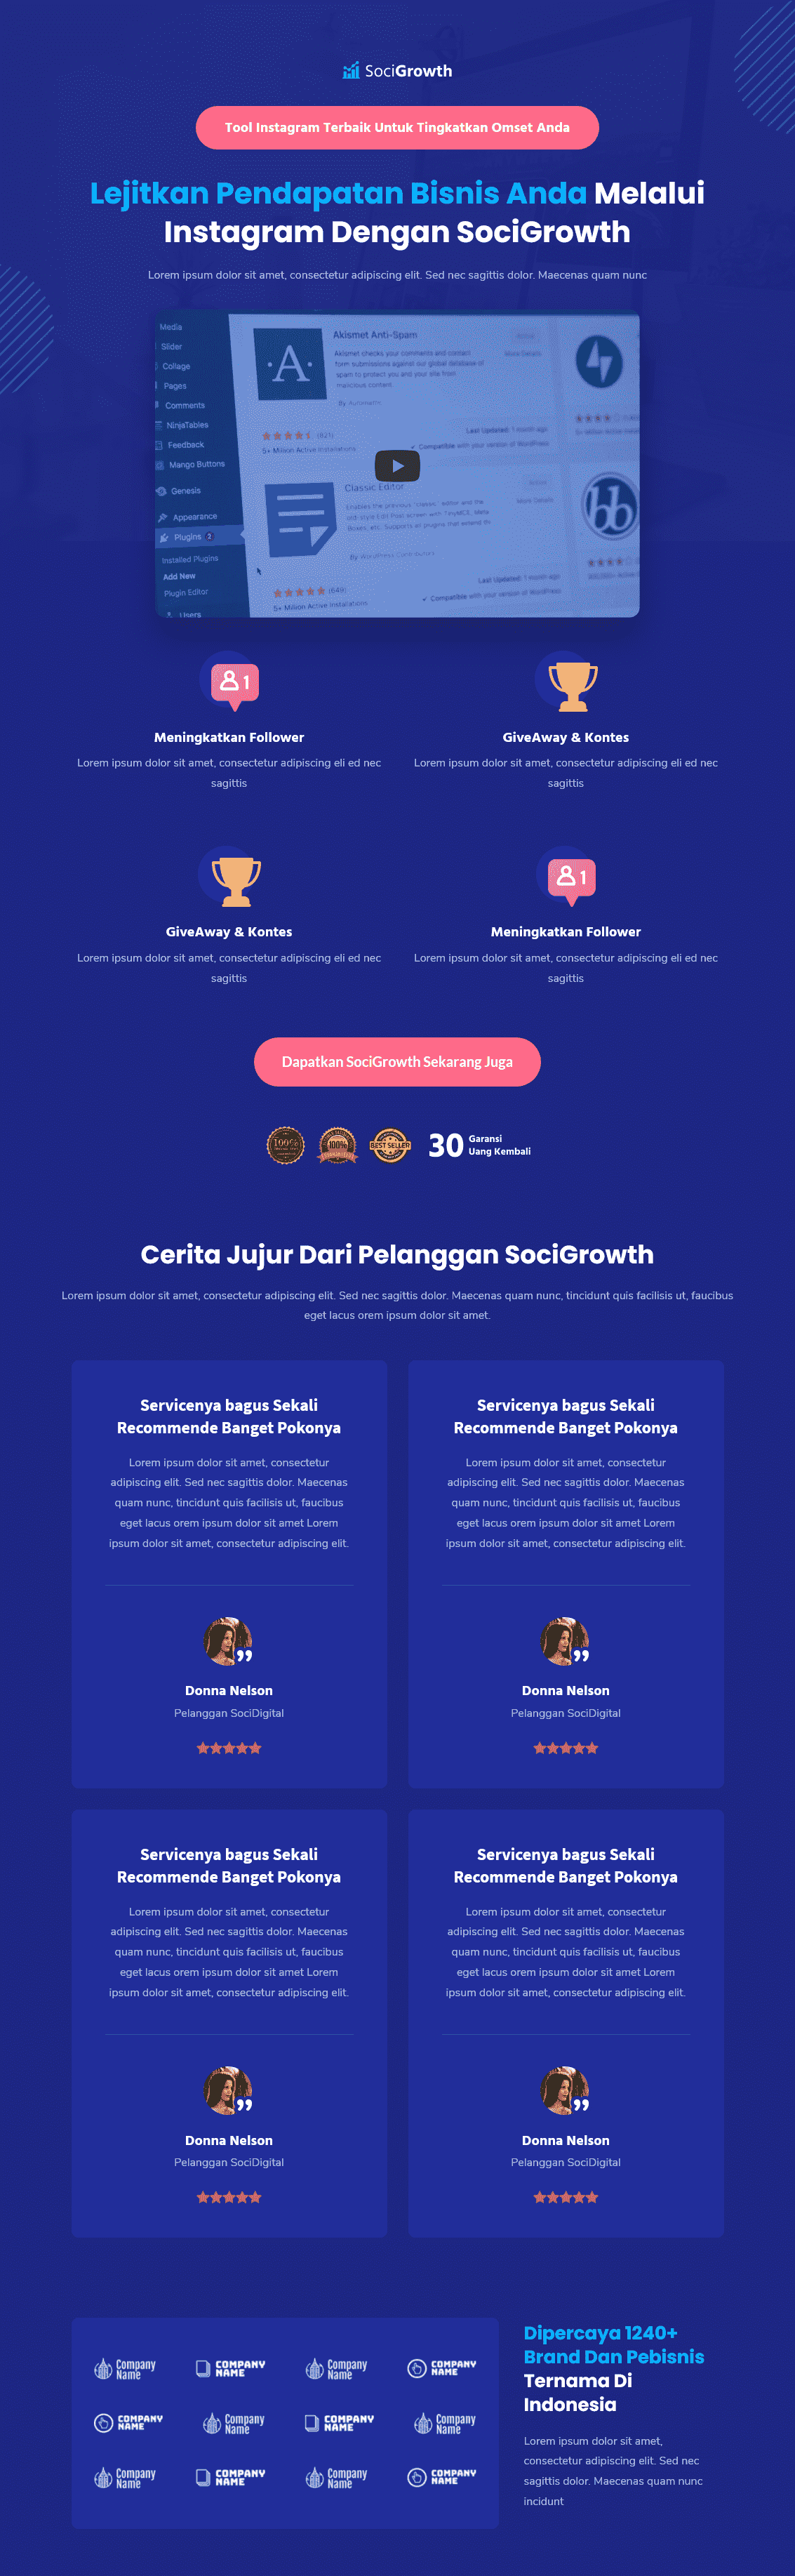 SociGrowth
Tool Instagram Terbaik Untuk Tingkatkan Omset Anda
Lejitkan Pendapatan Bisnis Anda Melalui
Instagram Dengan SociGrowth
Lorem ipsum dolor sit amet, consectetur adipiscing elit. Sed nec sagittis dolor. Maecenas quam nunc
Media
Slider
Collage
Pages
Comments
NinjaTables
Feedback
Mango Buttons
Genesis
Appearance
Plugins 2
Installed Plugins
Add New
Plugin Editor
Users
Akismet Anti-Spam
Akismet checks your comments and contact
form submissions against our global database of
spam to protect you and your site from
malicious content.
By Automattic
More Details
(821)
5+ Million Active Installations
Last Updated: 1 month ago
Compatible with your version of WordPress
Classic Editor
Enables the previous "classic" editor and the
old-style Edit Post screen with TinyMCE, Meta
Boxes, etc. Supports all plugins that extend th
By WordPress Contributors
More Details
(649)
5+ Million Active Installations
Last Updated: 1 month ago
Compatible with your version of WordPress
1
Meningkatkan Follower
Lorem ipsum dolor sit amet, consectetur adipiscing eli ed nec
sagittis
GiveAway & Kontes
Lorem ipsum dolor sit amet, consectetur adipiscing eli ed nec
sagittis
GiveAway & Kontes
Lorem ipsum dolor sit amet, consectetur adipiscing eli ed nec
sagittis
1
Meningkatkan Follower
Lorem ipsum dolor sit amet, consectetur adipiscing eli ed nec
sagittis
Dapatkan SociGrowth Sekarang Juga
100%
100%
BEST SELLER
30 Garansi
Uang Kembali
Cerita Jujur Dari Pelanggan SociGrowth
Lorem ipsum dolor sit amet, consectetur adipiscing elit. Sed nec sagittis dolor. Maecenas quam nunc, tincidunt quis facilisis ut, faucibus
eget lacus orem ipsum dolor sit amet.
Servicenya bagus Sekali
Recommende Banget Pokonya
Lorem ipsum dolor sit amet, consectetur
adipiscing elit. Sed nec sagittis dolor. Maecenas
quam nunc, tincidunt quis facilisis ut, faucibus
eget lacus orem ipsum dolor sit amet Lorem
ipsum dolor sit amet, consectetur adipiscing elit.
Donna Nelson
Pelanggan SociDigital
Servicenya bagus Sekali
Recommende Banget Pokonya
Lorem ipsum dolor sit amet, consectetur
adipiscing elit. Sed nec sagittis dolor. Maecenas
quam nunc, tincidunt quis facilisis ut, faucibus
eget lacus orem ipsum dolor sit amet Lorem
ipsum dolor sit amet, consectetur adipiscing elit.
Donna Nelson
Pelanggan SociDigital
Servicenya bagus Sekali
Recommende Banget Pokonya
Lorem ipsum dolor sit amet, consectetur
adipiscing elit. Sed nec sagittis dolor. Maecenas
quam nunc, tincidunt quis facilisis ut, faucibus
eget lacus orem ipsum dolor sit amet Lorem
ipsum dolor sit amet, consectetur adipiscing elit.
Donna Nelson
Pelanggan SociDigital
Servicenya bagus Sekali
Recommende Banget Pokonya
Lorem ipsum dolor sit amet, consectetur
adipiscing elit. Sed nec sagittis dolor. Maecenas
quam nunc, tincidunt quis facilisis ut, faucibus
eget lacus orem ipsum dolor sit amet Lorem
ipsum dolor sit amet, consectetur adipiscing elit.
Donna Nelson
Pelanggan SociDigital
Company
Name
COMPANY
NAME
Company
Name
COMPANY
NAME
COMPANY
NAME
Company
Name
COMPANY
NAME
Company
Name
Company
Name
COMPANY
NAME
Company
Name
COMPANY
NAME
Dipercaya 1240+
Brand Dan Pebisnis
Ternama Di
Indonesia
Lorem ipsum dolor sit amet,
consectetur adipiscing elit. Sed nec
sagittis dolor. Maecenas quam nunc
incidunt